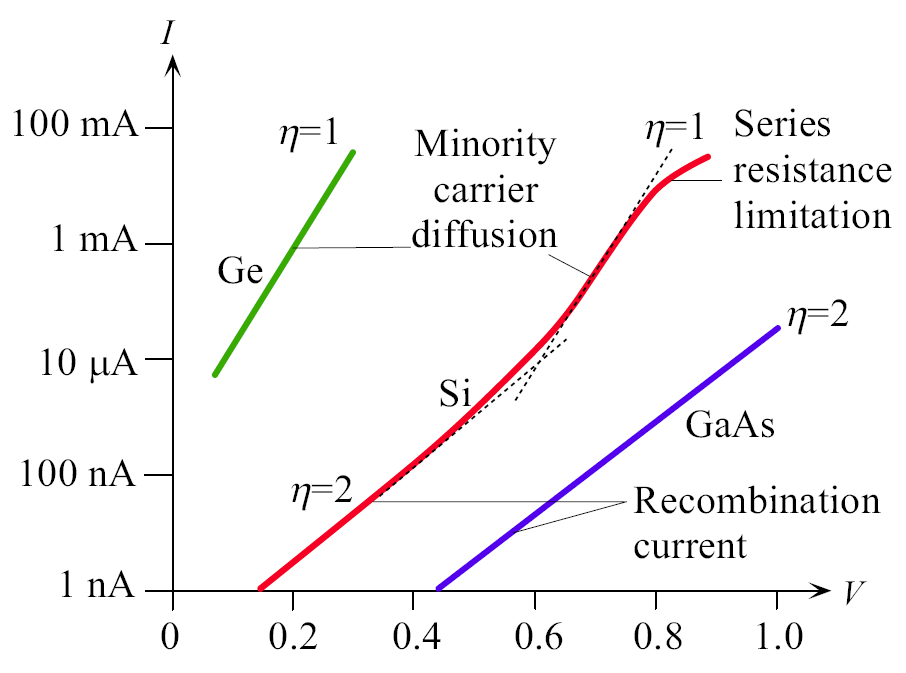 I
100 mA
1 mA
10 μA
100 nA
1 nA
η=1
Ge
Minority
carrier
diffusion
η=1
Series
resistance
limitation
Si
η=2
η=2
GaAs
Recombination
current
V
0
0.2
0.4
0.6
0.8
1.0